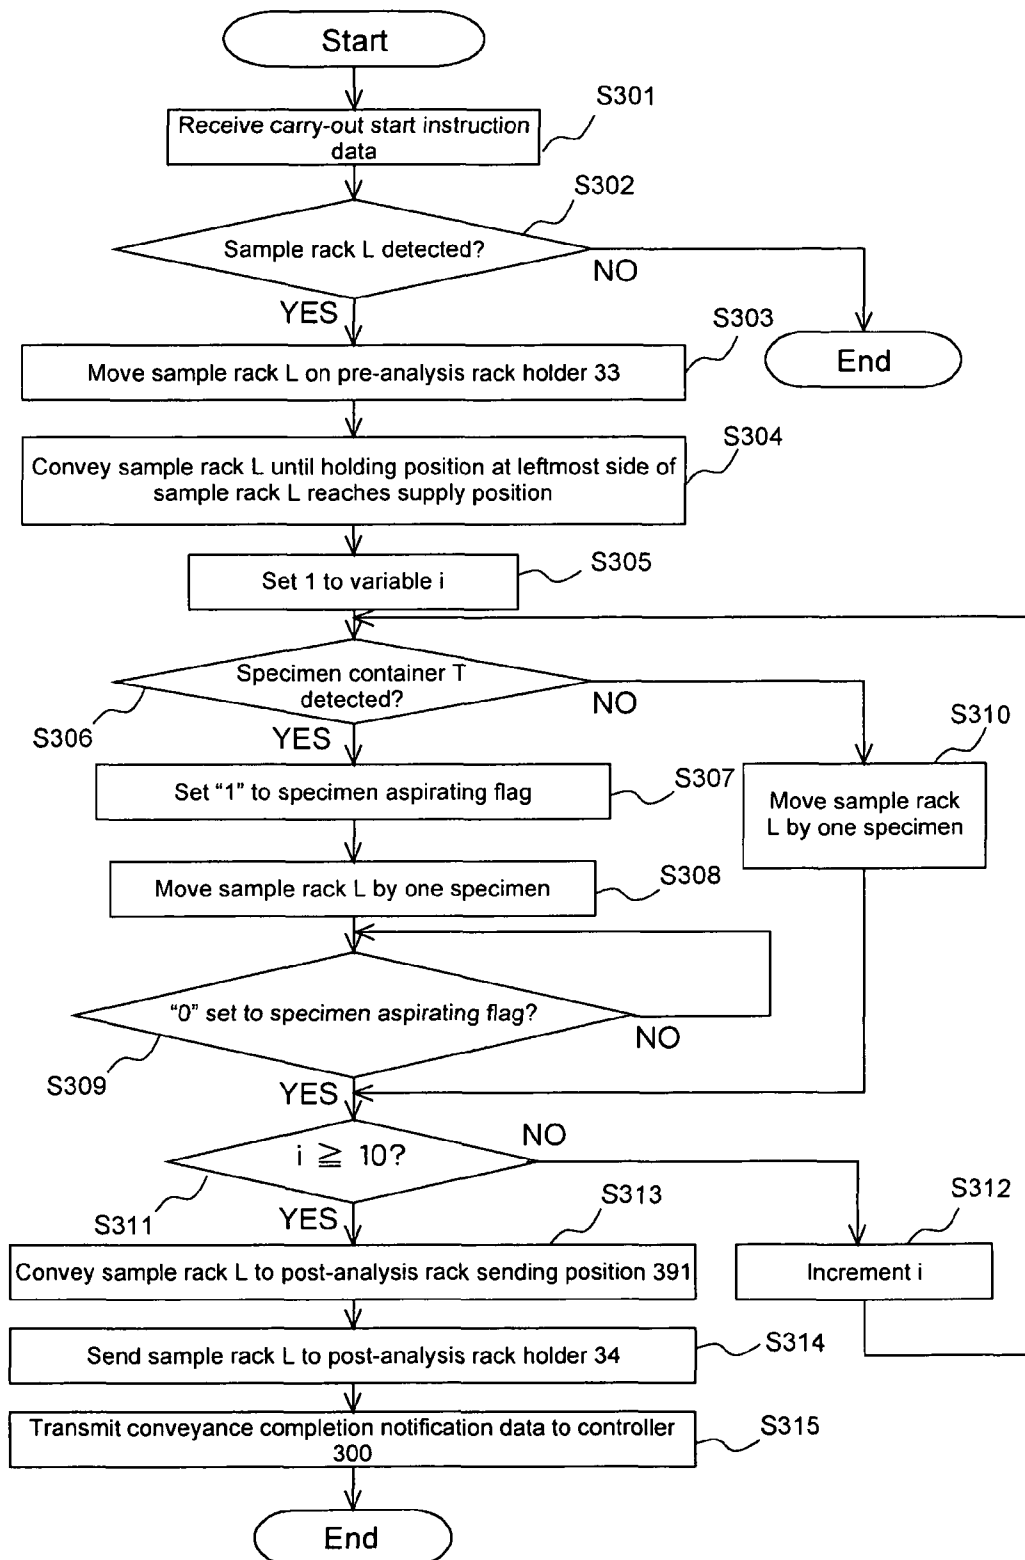 Start
S301
Receive carry-out start instruction
data
S302
Sample rack L detected?
NO
YES
S303
Move sample rack L on pre-analysis rack holder 33
End
S304
Convey sample rack L until holding position at leftmost side of
sample rack L reaches supply position
S305
Set 1 to variable i
Specimen container T
detected?
NO
S306
YES
S310
S307
Set “1” to specimen aspirating flag
Move sample rack
L by one specimen
S308
Move sample rack L by one specimen
“0” set to specimen aspirating flag?
NO
S309
YES
NO
i ≧ 10?
S311
YES
S313
S312
Convey sample rack L to post-analysis rack sending position 391
Increment i
Send sample rack L to post-analysis rack holder 34
S314
Transmit conveyance completion notification data to controller
300
S315
End